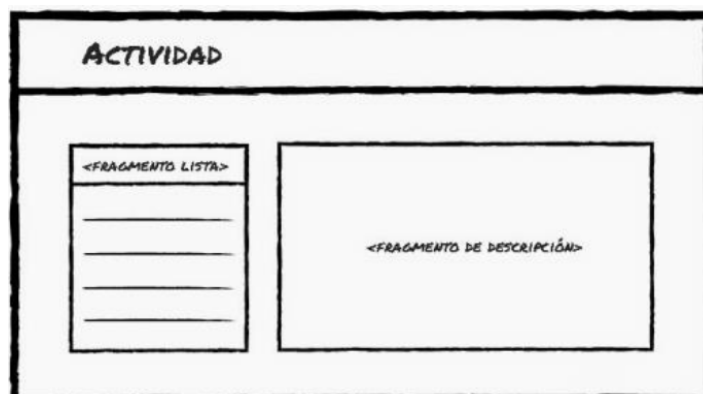 ACTIVIDAD
<FRAGMENTO LISTA>
<FRAGMENTO DE DESCRIPCIÓN>